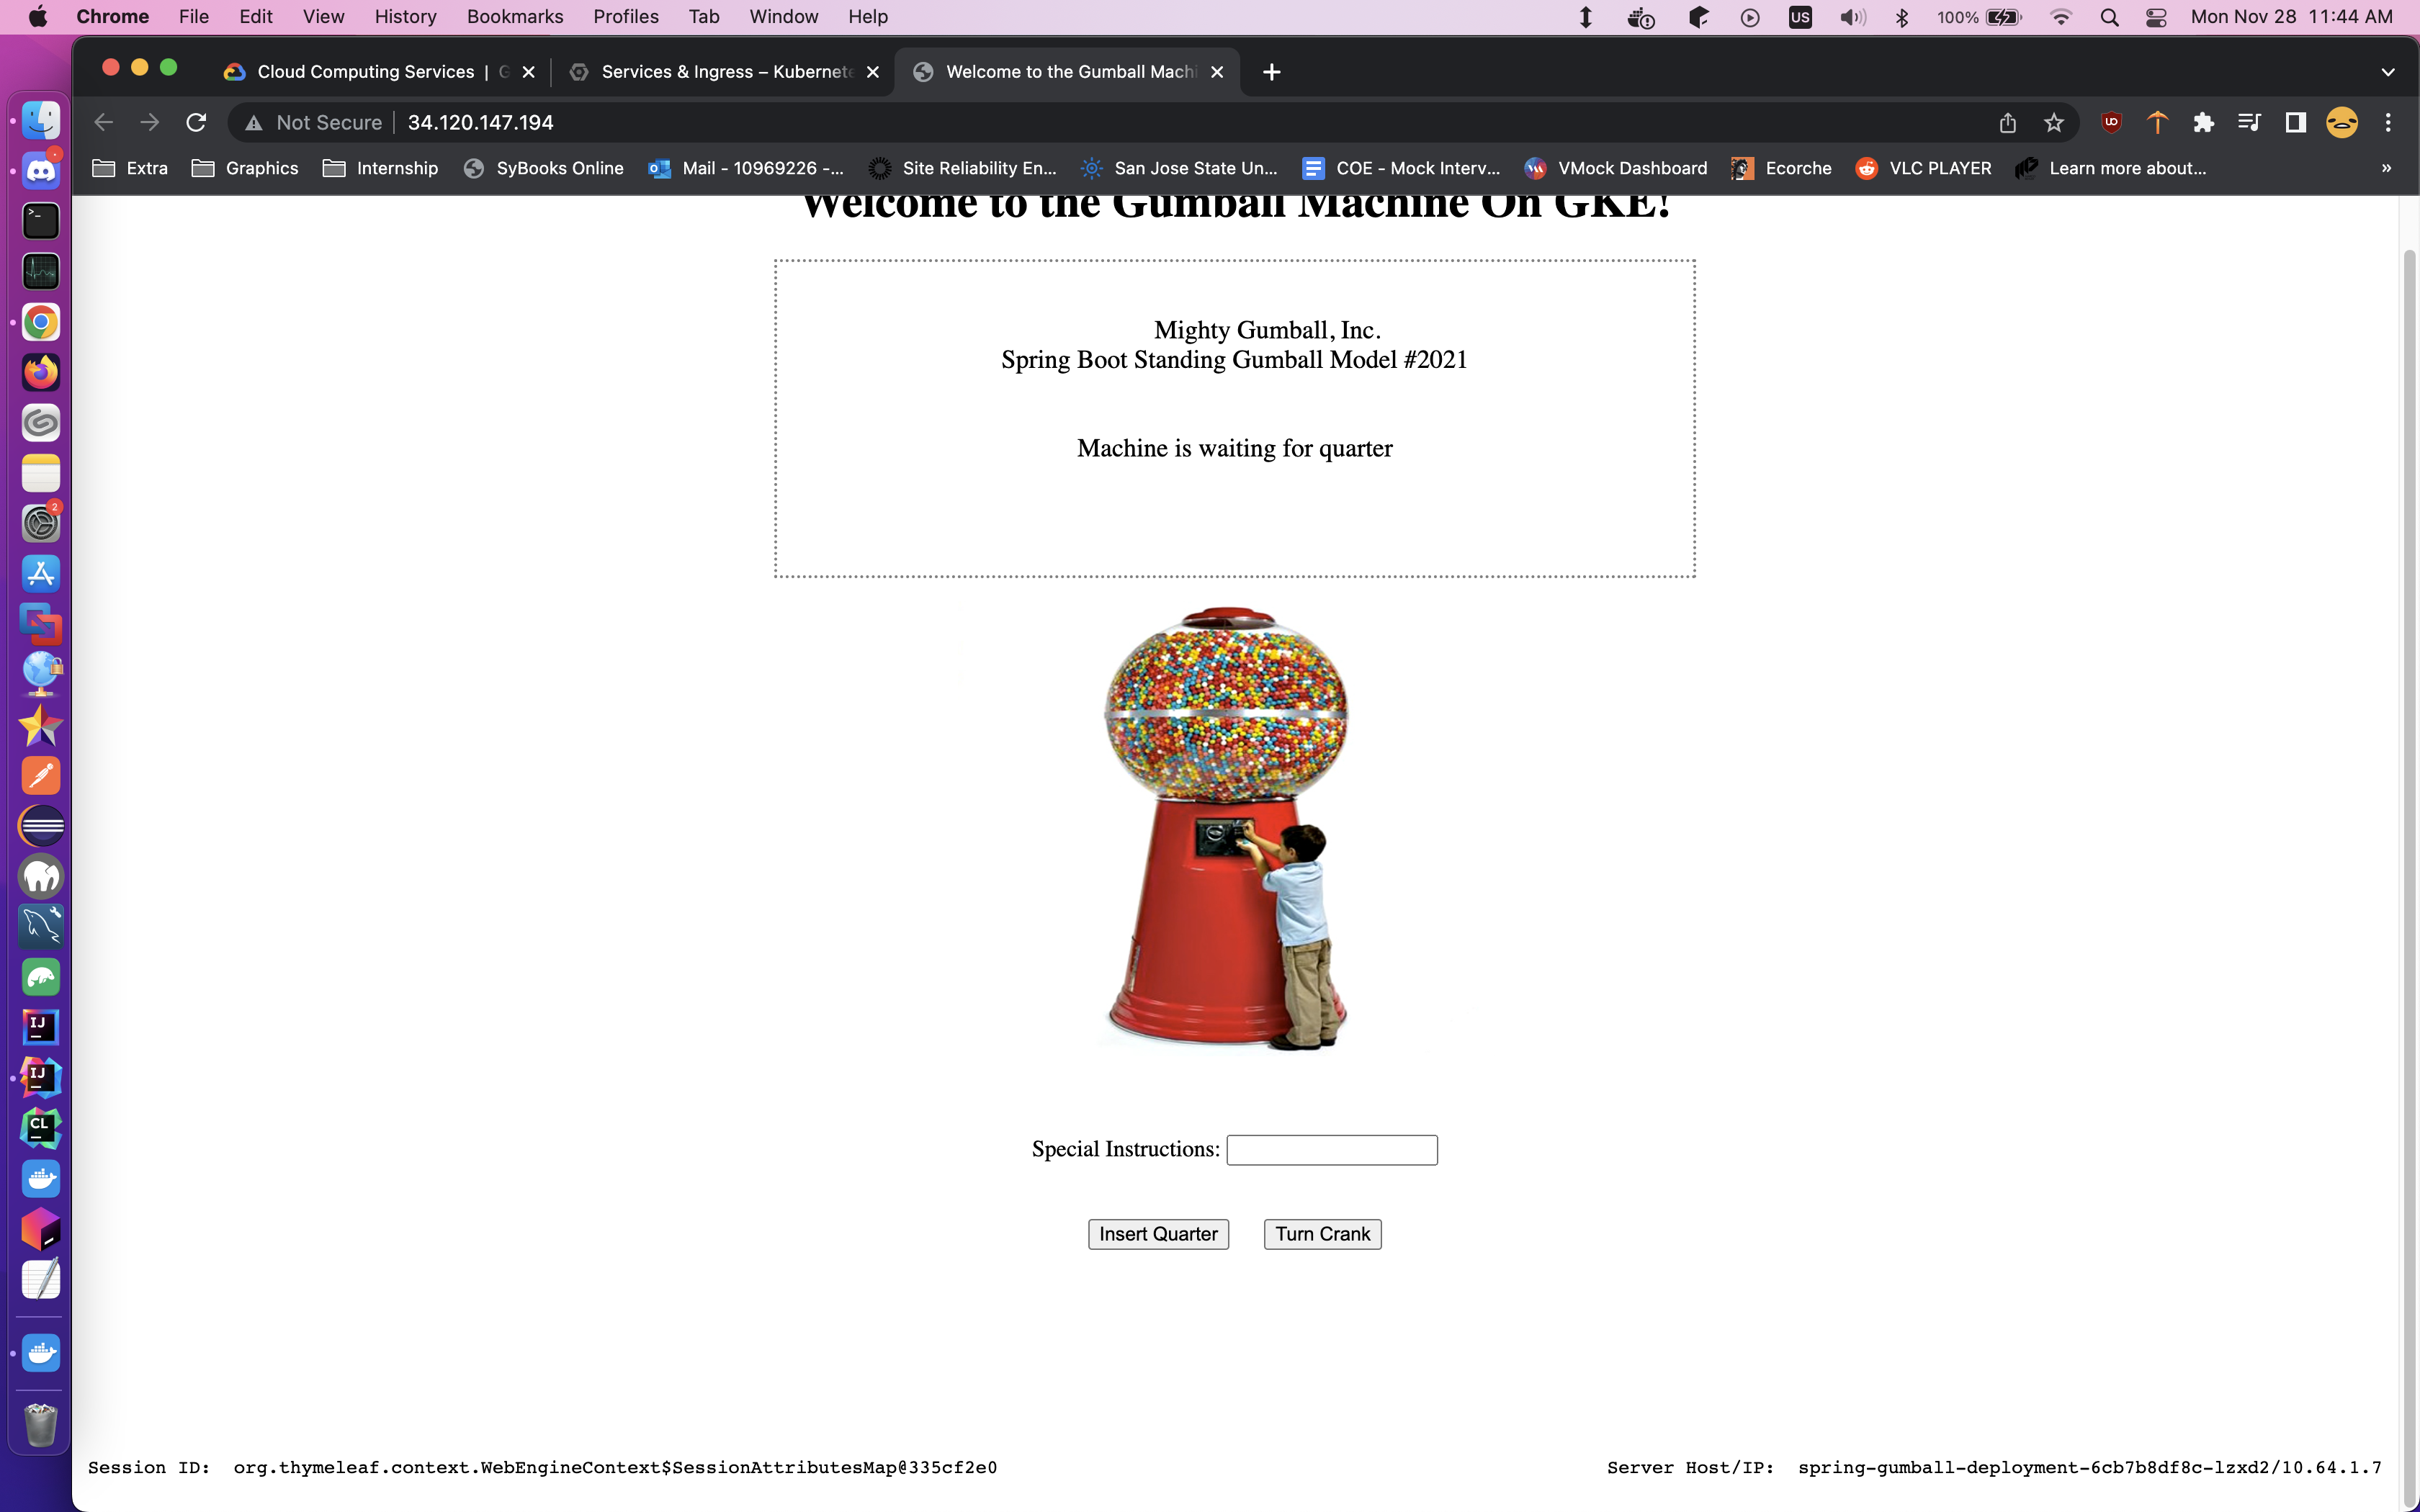 Chrome File Edit View History Bookmarks Profiles Tab Window Help US 100% Mon Nov 28 11:44 AM
Cloud Computing Services | G Services & Ingress – Kubernete Welcome to the Gumball Machi
Not Secure 34.120.147.194
Extra Graphics Internship SyBooks Online Mail - 10969226 -... Site Reliability En... San Jose State Un... COE - Mock Interv... VMock Dashboard Ecorche VLC PLAYER Learn more about... »
Welcome to the Gumball Machine On GKE!
Mighty Gumball, Inc.
Spring Boot Standing Gumball Model #2021
Machine is waiting for quarter
2
IJ
IJ
CL
Special Instructions:
Insert Quarter Turn Crank
Session ID: org.thymeleaf.context.WebEngineContext$SessionAttributesMap@335cf2e0 Server Host/IP: spring-gumball-deployment-6cb7b8df8c-lzxd2/10.64.1.7